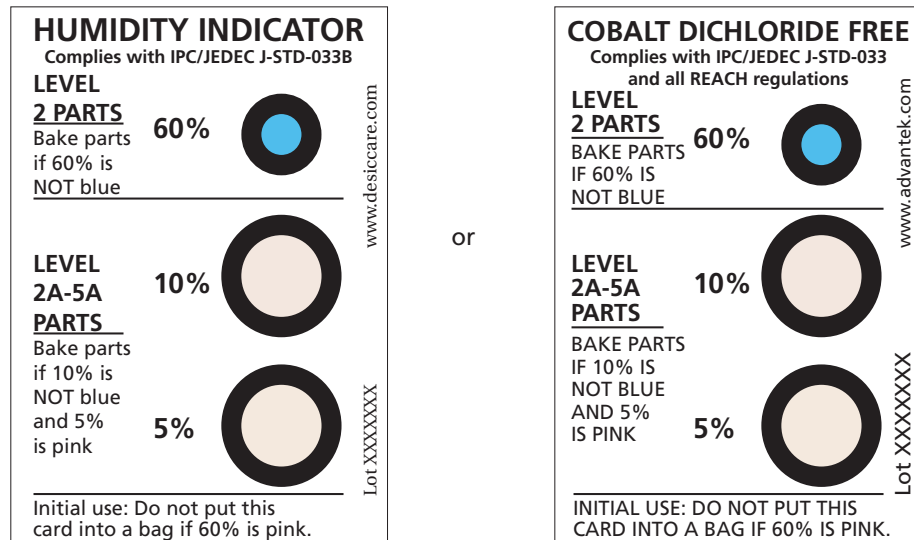 HUMIDITY INDICATOR
Complies with IPC/JEDEC J-STD-033B
LEVEL
2 PARTS
Bake parts
if 60% is
NOT blue
60%
www.desiccare.com
LEVEL
2A-5A
PARTS
Bake parts
if 10% is
NOT blue
and 5%
is pink
10%
5%
Lot XXXXXXX
Initial use: Do not put this
card into a bag if 60% is pink.
or
COBALT DICHLORIDE FREE
Complies with IPC/JEDEC J-STD-033
and all REACH regulations
LEVEL
2 PARTS
BAKE PARTS
IF 60% IS
NOT BLUE
60%
www.advantek.com
LEVEL
2A-5A
PARTS
BAKE PARTS
IF 10% IS
NOT BLUE
AND 5%
IS PINK
10%
5%
Lot XXXXXXX
INITIAL USE: DO NOT PUT THIS
CARD INTO A BAG IF 60% IS PINK.